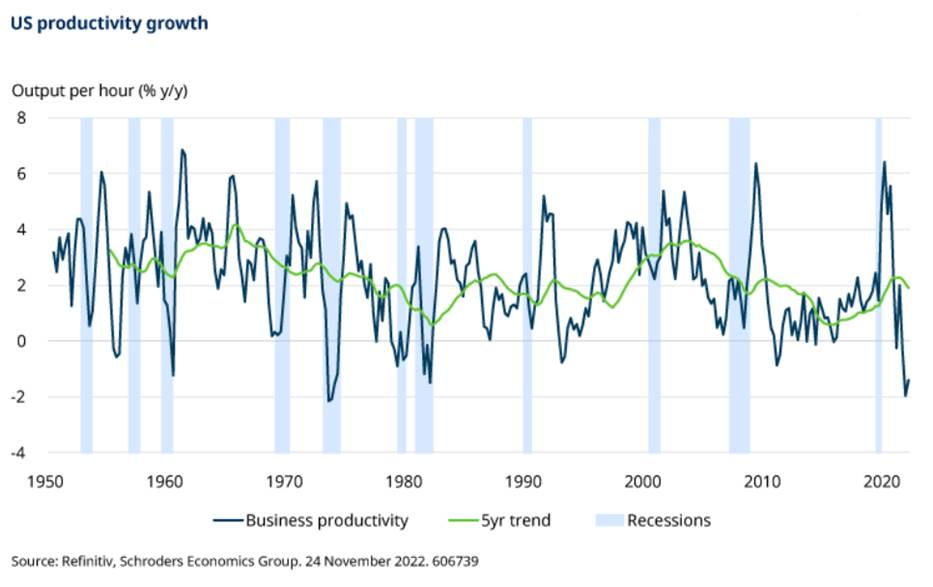 US productivity growth
Output per hour (% y/y)
8
6
4
2
0
-2
-4
1950 1960 1970 1980 1990 2000 2010 2020
Business productivity 5yr trend Recessions
Source: Refinitiv, Schroders Economics Group. 24 November 2022. 606739